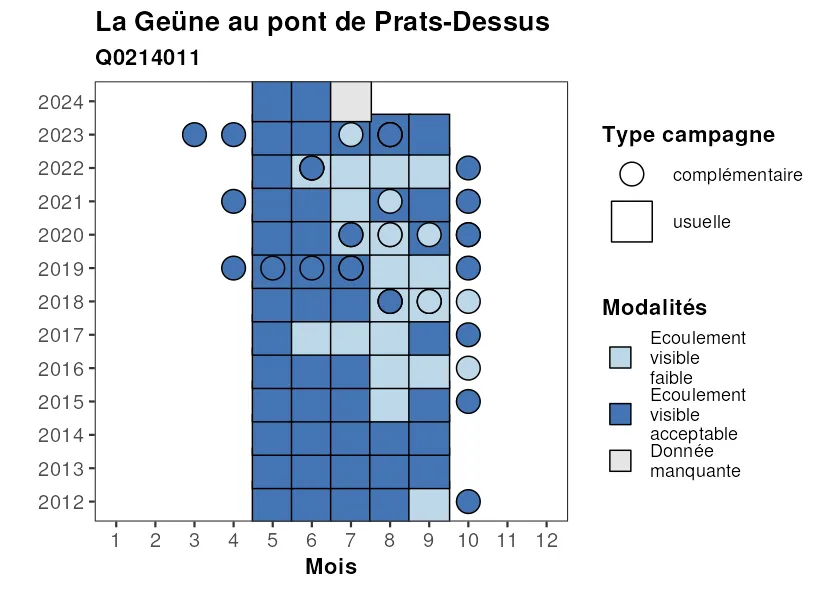 La Geüne au pont de Prats-Dessus
Q0214011
2024
2023
2022
2021
2020
2019
2018
2017
2016
2015
2014
2013
2012
1 2 3 4 5 6 7 8 9 10 11 12
Mois
Type campagne
complémentaire
usuelle
Modalités
Ecoulement
visible
faible
Ecoulement
visible
acceptable
Donnée
manquante